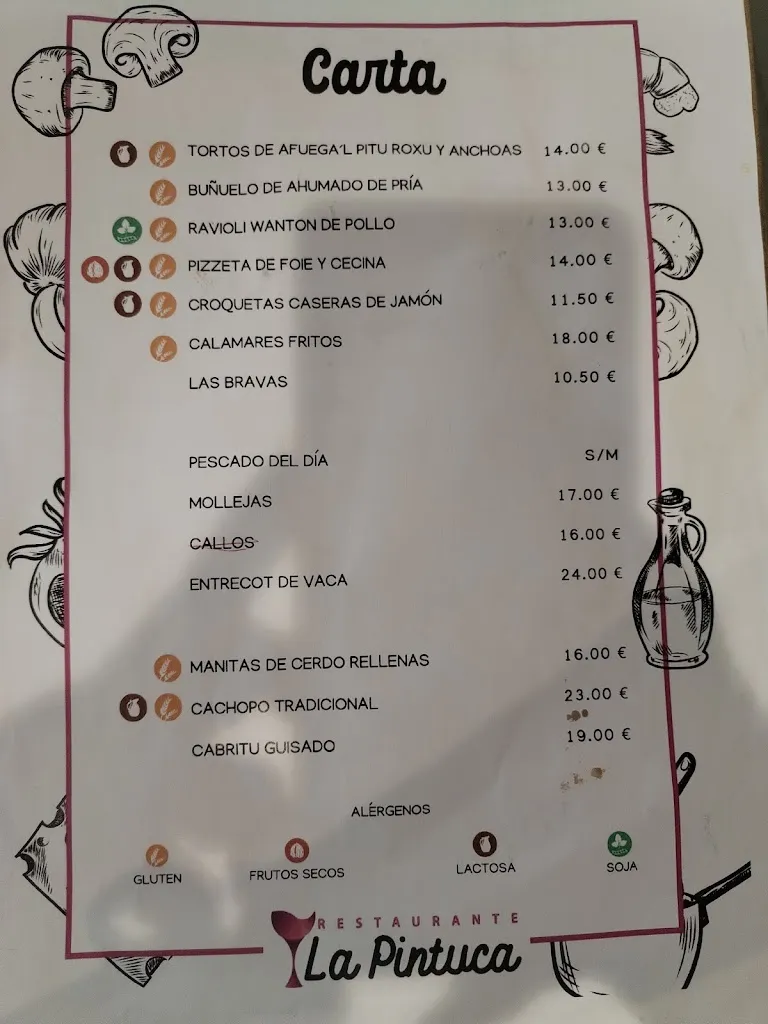 Carta
TORTOS DE AFUEGA'L PITU ROXU Y ANCHOAS 14.00 €
BUÑUELO DE AHUMADO DE PRÍA 13.00 €
RAVIOLI WANTON DE POLLO 13.00 €
PIZZETA DE FOIE Y CECINA 14.00 €
CROQUETAS CASERAS DE JAMÓN 11.50 €
CALAMARES FRITOS 18.00 €
LAS BRAVAS 10.50 €
PESCADO DEL DÍA S/M
MOLLEJAS 17.00 €
CALLOS 16.00 €
ENTRECOT DE VACA 24.00 €
MANITAS DE CERDO RELLENAS 16.00 €
CACHOPO TRADICIONAL 23.00 €
CABRITU GUISADO 19.00 €
ALÉRGENOS
GLUTEN FRUTOS SECOS LACTOSA SOJA
RESTAURANTE
La Pintuca